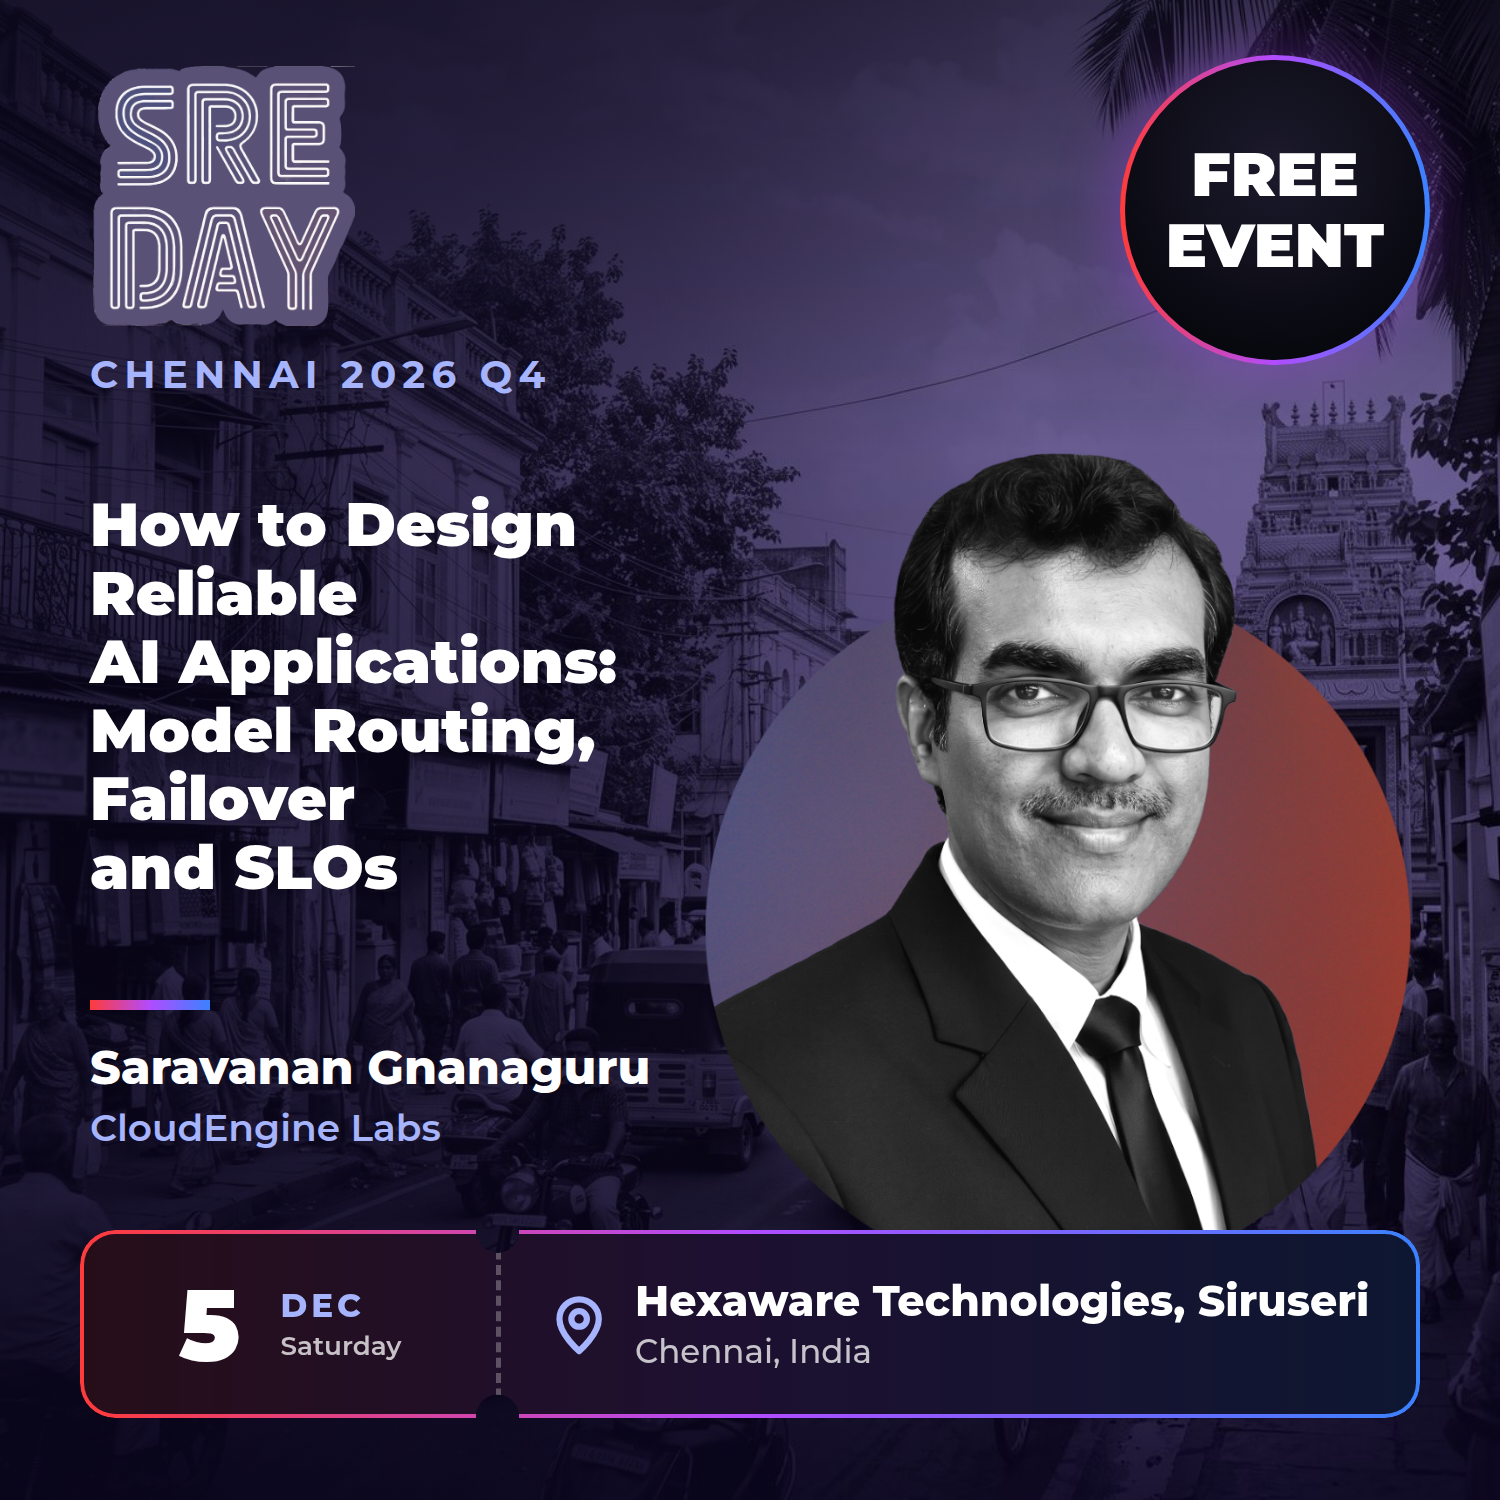 SRE
DAY
CHENNAI 2026 Q4
FREE
EVENT
How to Design
Reliable
AI Applications:
Model Routing,
Failover
and SLOs
Saravanan Gnanaguru
CloudEngine Labs
5
DEC
Saturday
Hexaware Technologies, Siruseri
Chennai, India